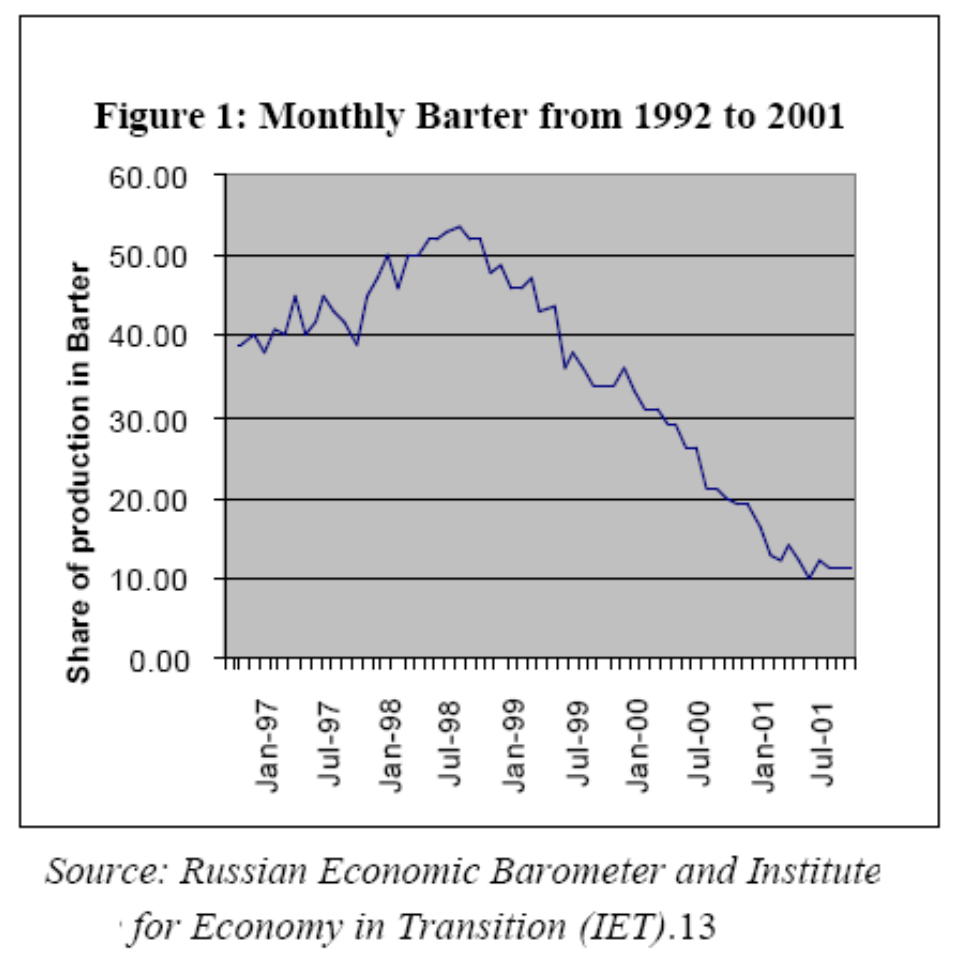 Figure 1: Monthly Barter from 1992 to 2001
Share of production in Barter
60.00
50.00
40.00
30.00
20.00
10.00
0.00
Jan-97
Jul-97
Jan-98
Jul-98
Jan-99
Jul-99
Jan-00
Jul-00
Jan-01
Jul-01
Source: Russian Economic Barometer and Institute
for Economy in Transition (IET).13